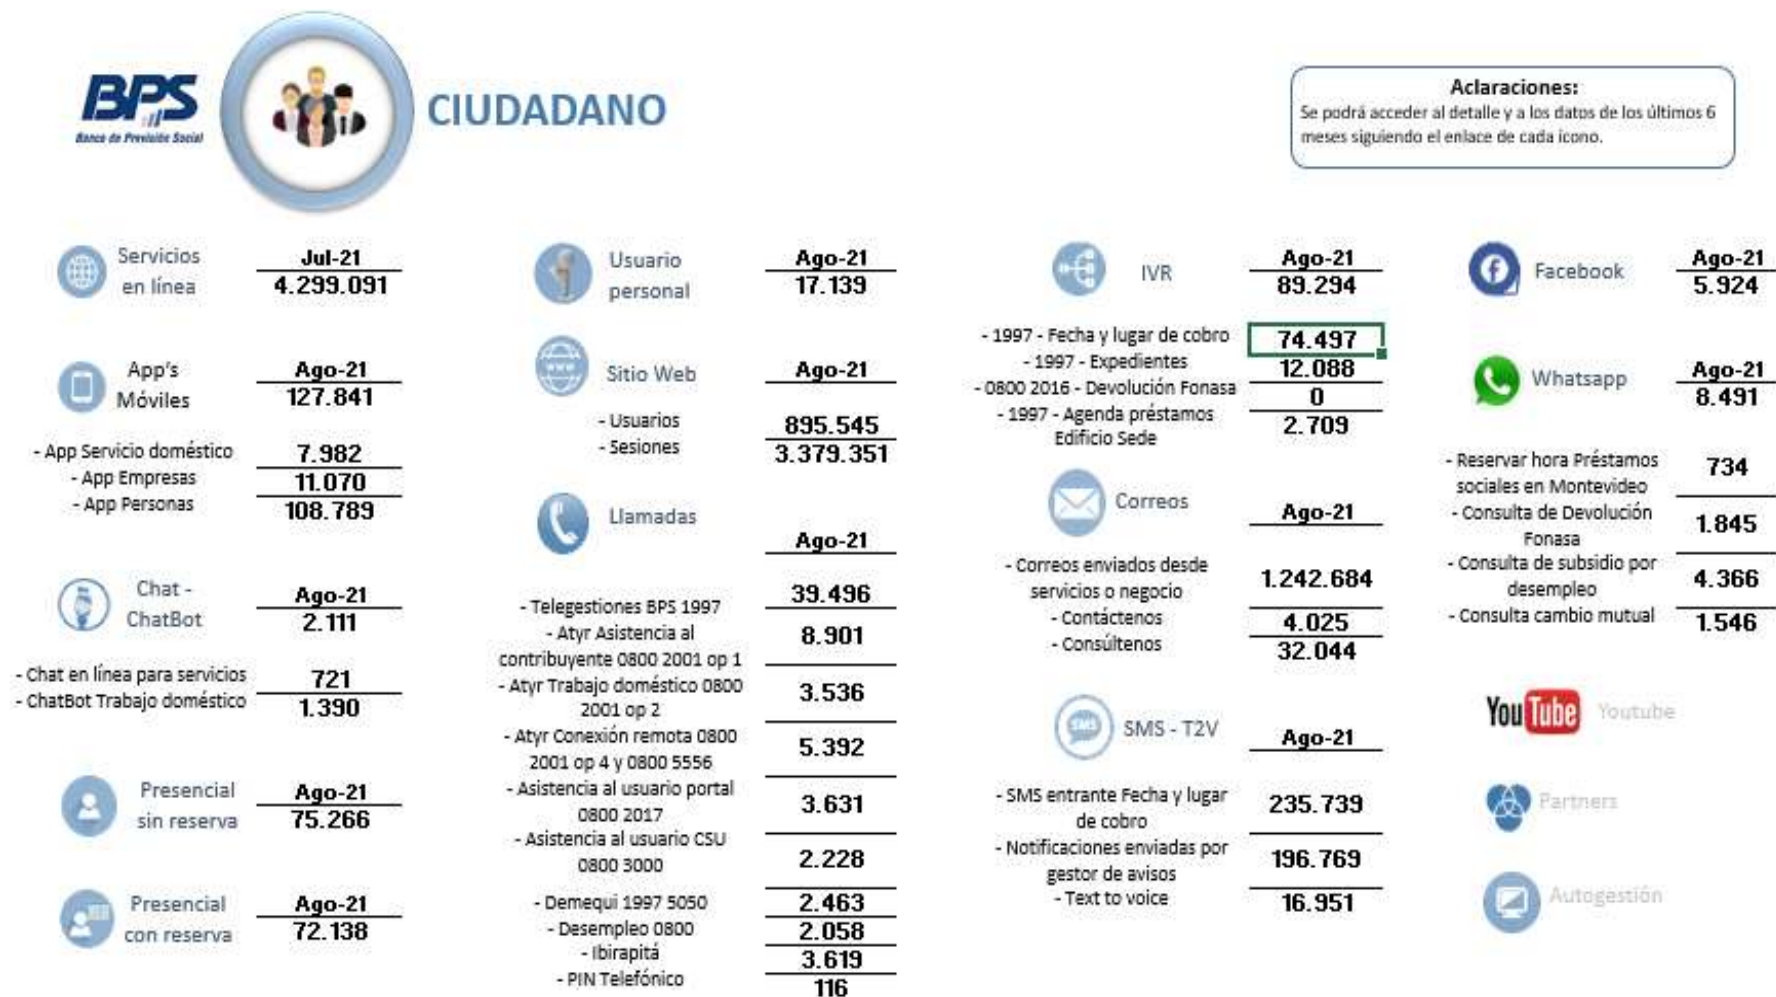 BPS
Banco de Previsión Social
CIUDADANO
Aclaraciones:
Se podrá acceder al detalle y a los datos de los últimos 6
meses siguiendo el enlace de cada ícono.
Servicios
en línea
Jul-21
4.299.091
App's
Móviles
Ago-21
127.841
- App Servicio doméstico
7.982
- App Empresas
11.070
- App Personas
108.789
Chat -
ChatBot
Ago-21
2.111
- Chat en línea para servicios
721
- ChatBot Trabajo doméstico
1.390
Presencial
sin reserva
Ago-21
75.266
Presencial
con reserva
Ago-21
72.138
Usuario
personal
Ago-21
17.139
www
Sitio Web
Ago-21
- Usuarios
895.545
- Sesiones
3.379.351
Llamadas
Ago-21
- Telegestiones BPS 1997
39.496
- Atyr Asistencia al
contribuyente 0800 2001 op 1
8.901
- Atyr Trabajo doméstico 0800
2001 op 2
3.536
- Atyr Conexión remota 0800
2001 op 4 y 0800 5556
5.392
- Asistencia al usuario portal
0800 2017
3.631
- Asistencia al usuario CSU
0800 3000
2.228
- Demequi 1997 5050
2.463
- Desempleo 0800
2.058
- Ibirapitá
3.619
- PIN Telefónico
116
IVR
Ago-21
89.294
- 1997 - Fecha y lugar de cobro
74.497
- 1997 - Expedientes
12.088
- 0800 2016 - Devolución Fonasa
0
- 1997 - Agenda préstamos
Edificio Sede
2.709
Correos
Ago-21
- Correos enviados desde
servicios o negocio
1.242.684
- Contáctenos
4.025
- Consúltenos
32.044
SMS
SMS - T2V
Ago-21
- SMS entrante Fecha y lugar
de cobro
235.739
- Notificaciones enviadas por
gestor de avisos
196.769
- Text to voice
16.951
Facebook
Ago-21
5.924
Whatsapp
Ago-21
8.491
- Reservar hora Préstamos
sociales en Montevideo
734
- Consulta de Devolución
Fonasa
1.845
- Consulta de subsidio por
desempleo
4.366
- Consulta cambio mutual
1.546
YouTube
Youtube
Partners
Autogestión